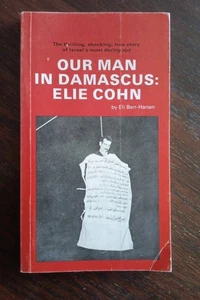 The thrilling, shocking, true story
of Israel's most daring spy
OUR MAN
IN DAMASCUS:
ELIE COHN
by Eli Ben-Hanan